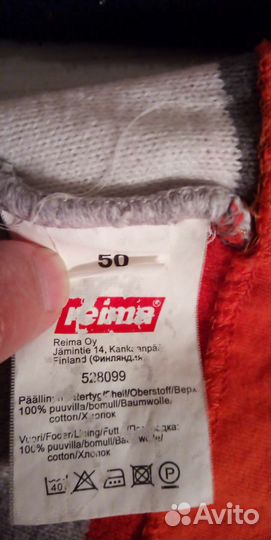 50
reima
Reima Oy
Jämintie 14,
Finland (Финляндия
528099
100% puuvilla/bomull/Baumwolle/
cotton/Хлопок
100% puuvilla/bomull/Baumwolle,
cotton/Хлопок
40
P
Avito